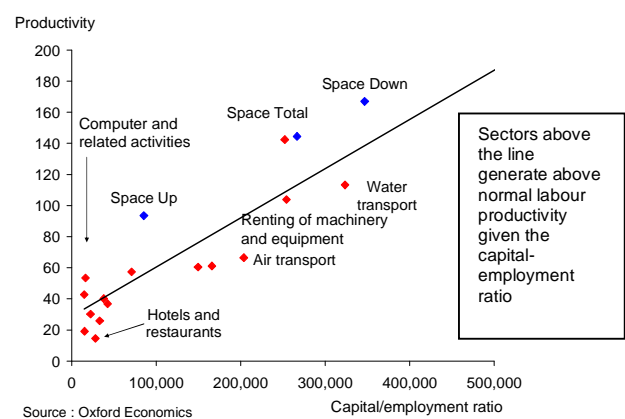 Productivity
200
180
160
140
120
100
80
60
40
20
0
0
100,000
200,000
300,000
400,000
500,000
Capital/employment ratio
Space Down
Space Total
Computer and
related activities
Space Up
Water
transport
Renting of machinery
and equipment
Air transport
Hotels and
restaurants
Sectors above
the line
generate above
normal labour
productivity
given the
capital-
employment
ratio
Source : Oxford Economics